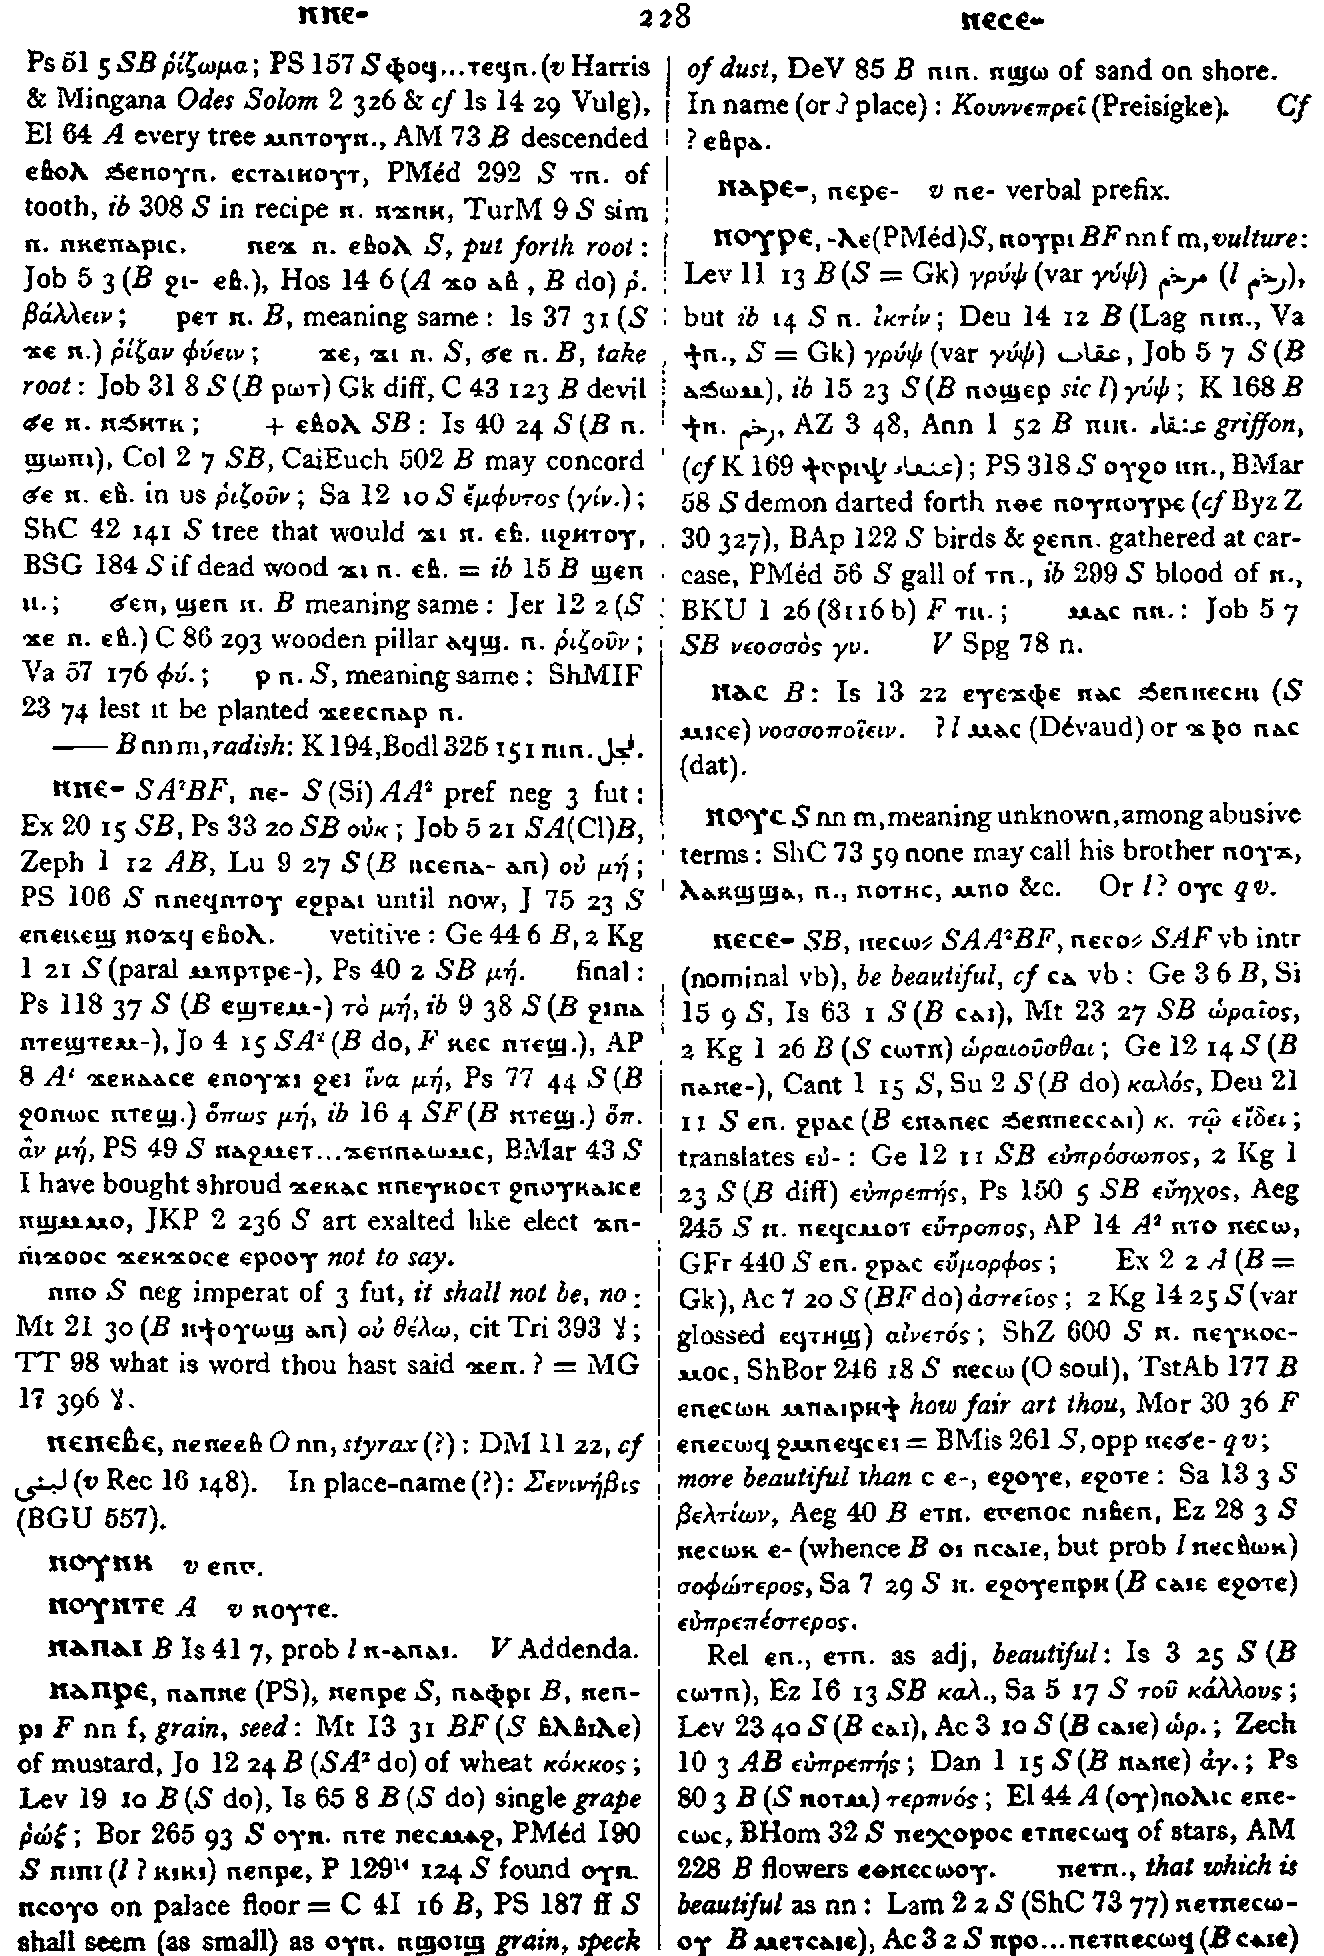 ⲛⲛⲉ- 228 ⲛⲉⲥⲉ-
Ps 51 5 SB ῥίζωμα; PS 157 S ϥⲟϥ...ⲧⲉϥⲛ. (v Harris
& Mingana Odes Solom 2 326 & cf Is 14 29 Vulg),
El 64 A every tree ⲙⲛⲧⲟⲩⲛ., AM 73 B descended
ⲉⲃⲟⲗ ϧⲉⲛⲟⲩⲛ. ⲉⲥⲧⲁⲓⲕⲟⲩⲧ, PMéd 292 S ⲧⲛ. of
tooth, ib 308 S in recipe ⲛ. ⲛϫⲛⲕ, TurM 9 S sim
ⲛ. ⲛⲕⲉⲛⲁⲣⲓⲥ. ⲛⲉϫ ⲛ. ⲉⲃⲟⲗ S, put forth root:
Job 5 3 (B ϩⲓ- ⲉⲃ.), Hos 14 6 (A ϫⲟ ⲁⲃ, B do) ῥ.
βάλλειν; ⲣⲉⲧ ⲛ. B, meaning same: Is 37 31 (S
ϫⲉ ⲛ.) ῥίζαν φύειν; ϫⲉ, ϫⲓ ⲛ. S, ϭⲉ ⲛ. B, take
root: Job 31 8 S (B ⲣⲱⲧ) Gk diff, C 43 123 B devil
ϭⲉ ⲛ. ⲛϧⲏⲧⲕ; + ⲉⲃⲟⲗ SB: Is 40 24 S (B ⲛ.
ϣⲱⲡⲓ), Col 2 7 SB, CaiEuch 502 B may concord
ϭⲉ ⲛ. ⲉⲃ. in us ῥιζοῦν; Sa 12 10 S ἔμφυτος (γίν.);
ShC 42 141 S tree that would ϫⲓ ⲛ. ⲉⲃ. ⲛϩⲏⲧⲟⲩ,
BSG 184 S if dead wood ϫⲓ ⲛ. ⲉⲃ. = ib 15 B ϣⲉⲛ
ⲛ.; ϭⲉⲛ, ϣⲉⲛ ⲛ. B meaning same: Jer 12 2 (S
ϫⲉ ⲛ. ⲉⲃ.) C 86 293 wooden pillar ⲁϥϣ. ⲛ. ῥιζοῦν;
Va 57 176 φύ.; ⲣ ⲛ. S, meaning same: ShMIF
23 74 lest it be planted ϫⲉⲉⲥⲛⲁⲣ ⲛ.
—— B nn m, radish: K 194, Bodl 325 151 ⲛⲓⲛ. فجل.
ⲛⲛⲉ- SA²BF, ⲛⲉ- S (Si) AA² pref neg 3 fut:
Ex 20 15 SB, Ps 33 20 SB οὐκ; Job 5 21 SA(Cl)B,
Zeph 1 12 AB, Lu 9 27 S (B ⲛⲥⲉⲛⲁ- ⲁⲛ) οὐ μή;
PS 106 S ⲛⲛⲉϥⲛⲧⲟⲩ ⲉϩⲣⲁⲓ until now, J 75 23 S
ⲉⲛⲉⲕⲉϣ ⲛⲟϫϥ ⲉⲃⲟⲗ. vetitive: Ge 44 6 B, 2 Kg
1 21 S (paral ⲙⲡⲣⲧⲣⲉ-), Ps 40 2 SB μή. final:
Ps 118 37 S (B ⲉϣⲧⲉⲙ-) τὸ μή, ib 9 38 S (B ϩⲓⲛⲁ
ⲛⲧⲉϣⲧⲉⲙ-), Jo 4 15 SA² (B do, F ⲕⲉⲥ ⲛⲧⲉϣ.), AP
8 A² ϫⲉⲕⲁⲁⲥⲉ ⲉⲛⲟⲩϫⲓ ϩⲉⲓ ἵνα μή, Ps 77 44 S (B
ϩⲟⲡⲱⲥ ⲛⲧⲉϣ.) ὅπως μή, ib 16 4 SF (B ⲛⲧⲉϣ.) ὅπ.
ἂν μή, PS 49 S ⲛⲁϩⲙⲉⲧ...ϫⲉⲛⲛⲁⲱⲙⲥ, BMar 43 S
I have bought shroud ϫⲉⲕⲁⲥ ⲛⲛⲉⲩⲕⲟⲥⲧ ϩⲛⲟⲩⲕⲁⲓⲥⲉ
ⲛϣⲙⲙⲟ, JKP 2 236 S art exalted like elect ϫⲛ-
ⲛⲓϫⲟⲟⲥ ϫⲉⲕϫⲟⲥⲉ ⲉⲣⲟⲟⲩ not to say.
ⲛⲛⲟ S neg imperat of 3 fut, it shall not be, no:
Mt 21 30 (B ⲛϯⲟⲩⲱϣ ⲁⲛ) οὐ θέλω, cit Tri 393 لا;
TT 98 what is word thou hast said ϫⲉⲛ. ? = MG
17 396 لا.
ⲛⲉⲛⲉⲃⲉ, ⲛⲉⲛⲉⲉⲃ O nn, styrax (?): DM 11 22, cf
لبنى (v Rec 16 148). In place-name (?): Σενινήβις
(BGU 557).
ⲛⲟⲩⲛⲕ v ⲉⲛⲕ.
ⲛⲟⲩⲛⲧⲉ A v ⲛⲟⲩⲧⲉ.
ⲛⲁⲡⲁⲓ B Is 41 7, prob l ⲛ-ⲁⲡⲁⲓ. V Addenda.
ⲛⲁⲡⲣⲉ, ⲛⲁⲡⲛⲉ (PS), ⲛⲉⲡⲣⲉ S, ⲛⲁⲫⲣⲓ B, ⲛⲉⲡ-
ⲣⲓ F nn f, grain, seed: Mt 13 31 BF (S ⲃⲗⲃⲓⲗⲉ)
of mustard, Jo 12 24 B (SA² do) of wheat κόκκος;
Lev 19 10 B (S do), Is 65 8 B (S do) single grape
ῥώξ; Bor 265 93 S ⲟⲩⲛ. ⲛⲧⲉ ⲡⲉⲥⲙⲁϩ, PMéd 190
S ⲡⲓⲡⲓ (l ? ⲕⲓⲕⲓ) ⲛⲉⲡⲣⲉ, P 129¹⁴ 124 S found ⲟⲩⲛ.
ⲛⲥⲟⲩⲟ on palace floor = C 41 16 B, PS 187 ff S
shall seem (as small) as ⲟⲩⲛ. ⲛϣⲟⲓϣ grain, speck
of dust, DeV 85 B ⲛⲓⲛ. ⲛϣⲱ of sand on shore.
In name (or ? place): Κουννεπρεῖ (Preisigke). Cf
? ⲉⲃⲣⲁ.
ⲛⲁⲣⲉ-, ⲛⲉⲣⲉ- v ⲛⲉ- verbal prefix.
ⲛⲟⲩⲣⲉ, -ⲗⲉ (PMéd) S, ⲛⲟⲩⲣⲓ BF nn f m, vulture:
Lev 11 13 B (S = Gk) γρύψ (var γύψ) (l رخم),
but ib 14 S ⲛ. ἰκτίν; Deu 14 12 B (Lag ⲡⲓⲛ., Va
ϯⲛ., S = Gk) γρύψ (var γύψ) عقاب, Job 5 7 S (B
ⲁϧⲱⲙ), ib 15 23 S (B ⲛⲟϣⲉⲣ sic l) γύψ; K 168 B
ϯⲛ. رخم, AZ 3 48, Ann 1 52 B ⲡⲓⲛ. عنقاء griffon,
(cf K 169 ϯⲅⲣⲓⲯ عنقاء); PS 318 S ⲟⲩϩⲟ ⲛⲛ., BMar
58 S demon darted forth ⲛⲑⲉ ⲛⲟⲩⲛⲟⲩⲣⲉ (cf Byz Z
30 327), BAp 122 S birds & ϩⲉⲛⲛ. gathered at car-
case, PMéd 56 S gall of ⲧⲛ., ib 299 S blood of ⲛ.,
BKU 1 26 (8116 b) F ⲧⲛ.; ⲙⲁⲥ ⲛⲛ.: Job 5 7
SB νεοσσὸς γυ. V Spg 78 n.
ⲛⲁⲥ B: Is 13 22 ⲉⲩⲉϫⲫⲉ ⲛⲁⲥ ϧⲉⲛⲛⲉⲥⲏⲓ (S
ⲙⲓⲥⲉ) νοσσοποῖειν. ? l ⲙⲁⲥ (Dévaud) or ϫⲫⲟ ⲛⲁⲥ
(dat).
ⲛⲟⲩⲥ S nn m, meaning unknown, among abusive
terms: ShC 73 59 none may call his brother ⲛⲟⲩϫ,
ⲗⲁⲕϣϣⲁ, ⲛ., ⲛⲟⲧⲏⲥ, ⲙⲡⲟ &c. Or l ? ⲟⲩⲥ q v.
ⲛⲉⲥⲉ- SB, ⲛⲉⲥⲱ⸗ SAA²BF, ⲛⲉⲥⲟ⸗ SAF vb intr
(nominal vb), be beautiful, cf ⲥⲁ vb: Ge 3 6 B, Si
15 9 S, Is 63 1 S (B ⲥⲁⲓ), Mt 23 27 SB ὡραῖος,
2 Kg 1 26 B (S ⲥⲱⲧⲡ) ὡραιοῦσθαι; Ge 12 14 S (B
ⲛⲁⲛⲉ-), Cant 1 15 S, Su 2 S (B do) καλός, Deu 21
11 S ⲉⲛ. ϩⲣⲁⲥ (B ⲉⲛⲁⲛⲉⲥ ϧⲉⲛⲡⲉⲥⲥⲁⲓ) κ. τῷ εἴδει;
translates εὐ-: Ge 12 11 SB εὐπρόσωπος, 2 Kg 1
23 S (B diff) εὐπρεπής, Ps 150 5 SB εὔηχος, Aeg
245 S ⲛ. ⲡⲉϥⲥⲙⲟⲧ εὔτροπος, AP 14 A² ⲛⲧⲟ ⲛⲉⲥⲱ,
GFr 440 S ⲉⲛ. ϩⲣⲁⲥ εὔμορφος; Ex 2 2 A (B =
Gk), Ac 7 20 S (BF do) ἀστεῖος; 2 Kg 14 25 S (var
glossed ⲉϥⲧⲏϣ) αἰνετός; ShZ 600 S ⲛ. ⲡⲉⲩⲕⲟⲥ-
ⲙⲟⲥ, ShBor 246 18 S ⲛⲉⲥⲱ (O soul), TstAb 177 B
ⲉⲛⲉⲥⲱⲕ ⲙⲡⲁⲓⲣⲏϯ how fair art thou, Mor 30 36 F
ⲉⲛⲉⲥⲱϥ ϩⲙⲡⲉϥⲥⲉⲓ = BMis 261 S, opp ⲛⲉϭⲉ- q v;
more beautiful than c ⲉ-, ⲉϩⲟⲩⲉ, ⲉϩⲟⲧⲉ: Sa 13 3 S
βελτίων, Aeg 40 B ⲉⲧⲛ. ⲉⲅⲉⲛⲟⲥ ⲛⲓⲃⲉⲛ, Ez 28 3 S
ⲛⲉⲥⲱⲕ ⲉ- (whence B ⲟⲓ ⲛⲥⲁⲓⲉ, but prob l ⲛⲉⲥⲃⲱⲕ)
σοφώτερος, Sa 7 29 S ⲛ. ⲉϩⲟⲩⲉⲡⲣⲏ (B ⲥⲁⲓⲉ ⲉϩⲟⲧⲉ)
εὐπρεπέστερος.
Rel ⲉⲛ., ⲉⲧⲛ. as adj, beautiful: Is 3 25 S (B
ⲥⲱⲧⲡ), Ez 16 13 SB καλ., Sa 5 17 S τοῦ κάλλους;
Lev 23 40 S (B ⲥⲁⲓ), Ac 3 10 S (B ⲥⲁⲓⲉ) ὡρ.; Zech
10 3 AB εὐπρεπής; Dan 1 15 S (B ⲛⲁⲛⲉ) ἀγ.; Ps
80 3 B (S ⲛⲟⲧⲙ) τερπνός; El 44 A (ⲟⲩ)ⲡⲟⲗⲓⲥ ⲉⲛⲉ-
ⲥⲱⲥ, BHom 32 S ⲡⲉⲭⲟⲣⲟⲥ ⲉⲧⲛⲉⲥⲱϥ of stars, AM
228 B flowers ⲉⲑⲛⲉⲥⲱⲟⲩ. ⲡⲉⲧⲛ., that which is
beautiful as nn: Lam 2 2 S (ShC 73 77) ⲡⲉⲧⲛⲉⲥⲱ-
ⲟⲩ B ⲙⲉⲧⲥⲁⲓⲉ), Ac 3 2 S ⲡⲣⲟ...ⲡⲉⲧⲛⲉⲥⲱϥ (B ⲥⲁⲓⲉ)